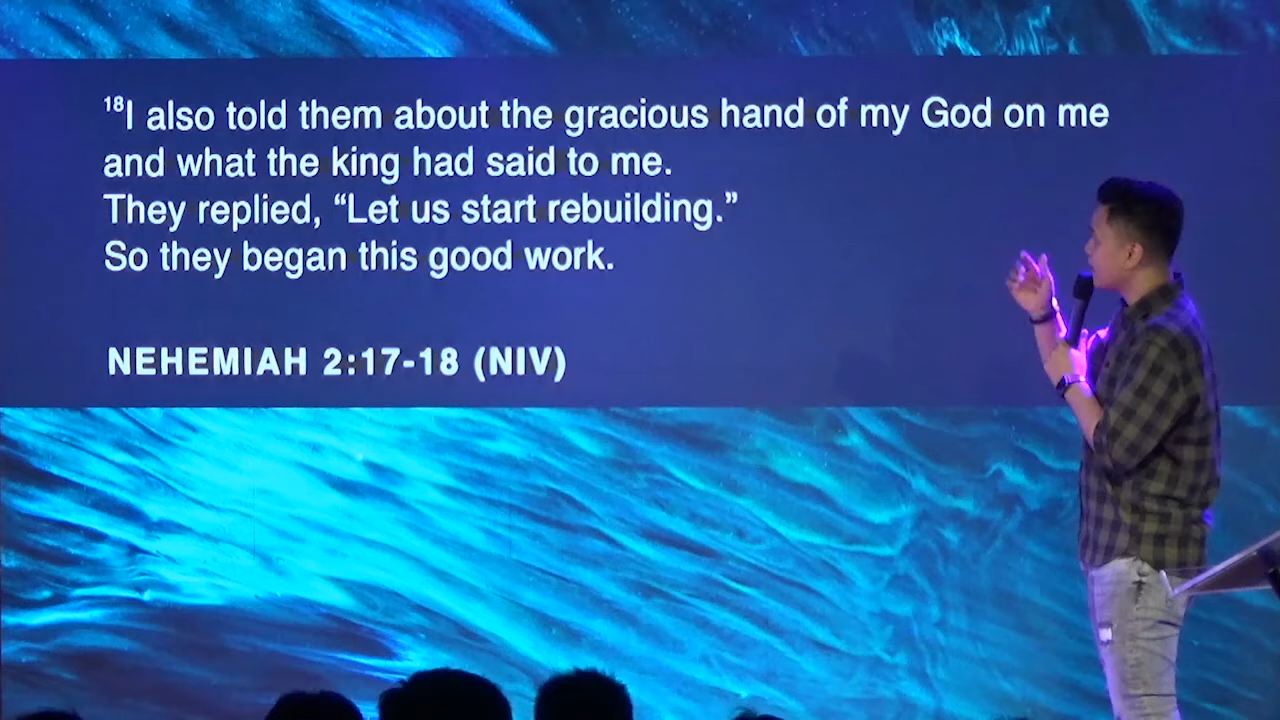 ¹⁸I also told them about the gracious hand of my God on me
and what the king had said to me.
They replied, “Let us start rebuilding.”
So they began this good work.
NEHEMIAH 2:17-18 (NIV)